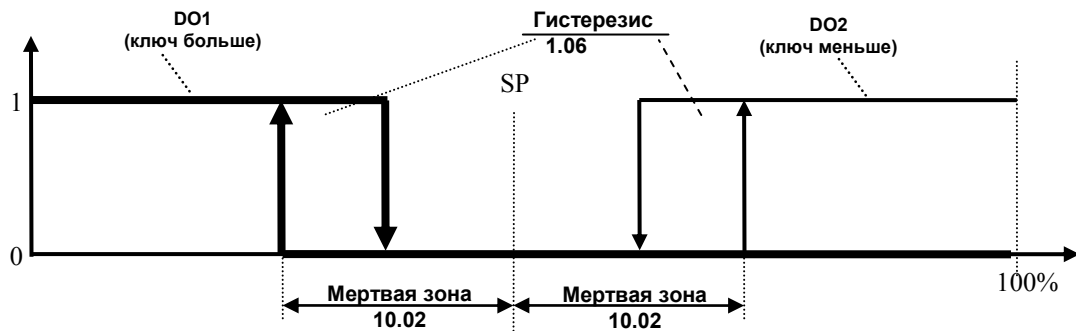 DO1
(ключ больше)
Гистерезис
1.06
DO2
(ключ меньше)
SP
1
0
100%
Мертвая зона
10.02
Мертвая зона
10.02